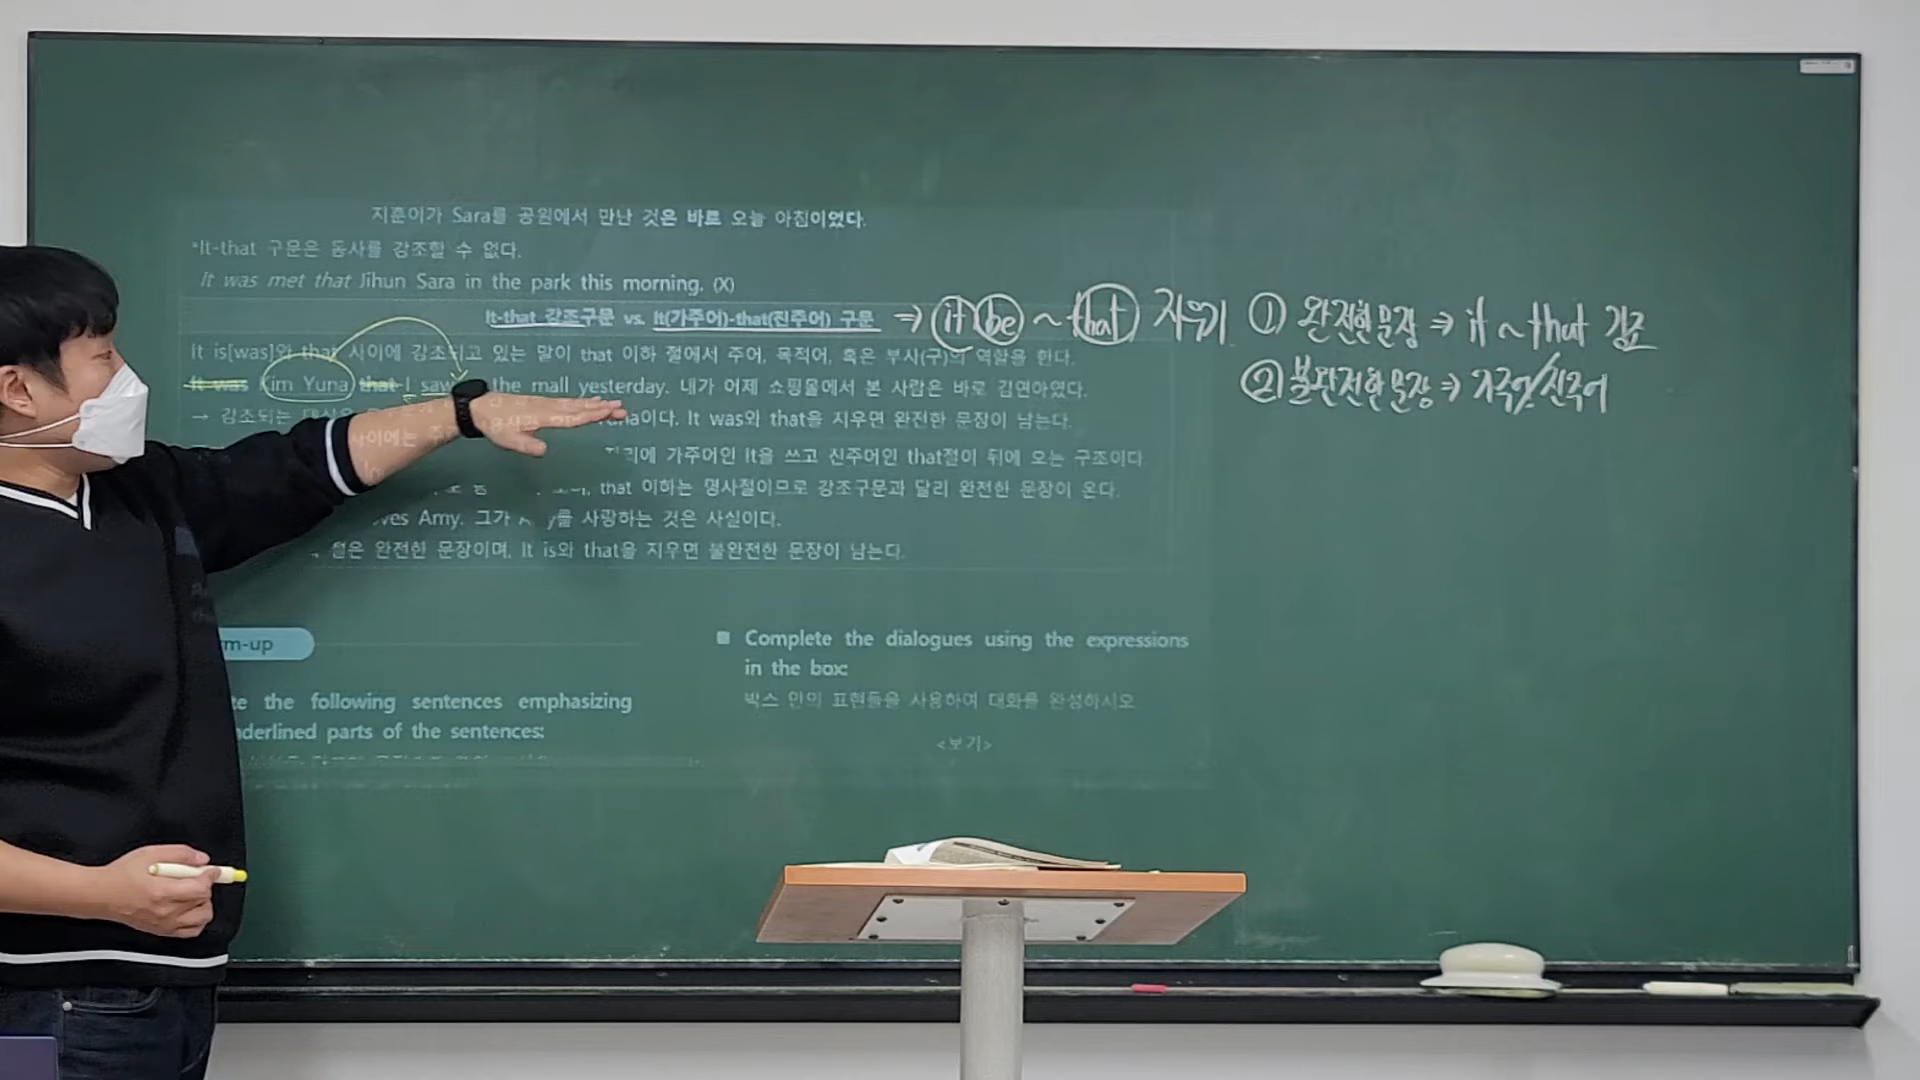 지훈이가 Sara를 공원에서 만난 것은 바로 오늘 아침이었다.
*It-that 구문은 동사를 강조할 수 없다.
It was met that Jihun Sara in the park this morning. (X)
It-that 강조구문 vs. It(가주어)-that(진주어) 구문 ⇒ it be ~ that 지우기 ① 완전한 문장 ⇒ it ~ that 강조
② 불완전한 문장 ⇒ 가주어/진주어
It is[was]와 that 사이에 강조되고 있는 말이 that 이하 절에서 주어, 목적어, 혹은 부사(구)의 역할을 한다.
It was Kim Yuna that I saw the mall yesterday. 내가 어제 쇼핑몰에서 본 사람은 바로 김연아였다.
→ 강조되는 이다. It was와 that을 지우면 완전한 문장이 남는다.
사이에는
에 가주어인 It을 쓰고 진주어인 that절이 뒤에 오는 구조이다
that 이하는 명사절이므로 강조구문과 달리 완전한 문장이 온다.
ves Amy. 그가 를 사랑하는 것은 사실이다.
절은 완전한 문장이며, It is와 that을 지우면 불완전한 문장이 남는다.
m-up
te the following sentences emphasizing
nderlined parts of the sentences:
■ Complete the dialogues using the expressions
in the box:
박스 안의 표현들을 사용하여 대화를 완성하시오
<보기>